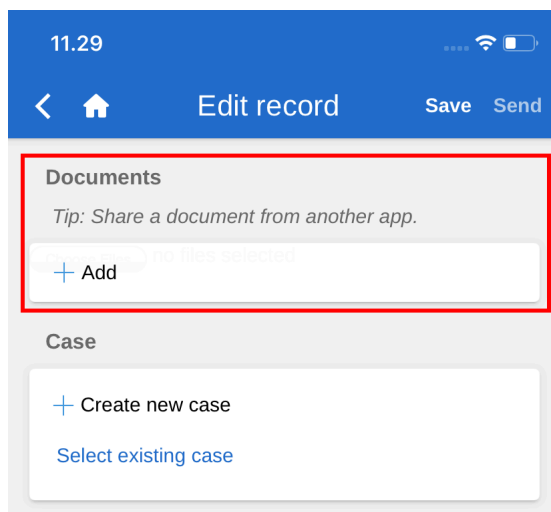 11.29
Edit record Save Send
Documents
Tip: Share a document from another app.
no files selected
+ Add
Case
+ Create new case
Select existing case